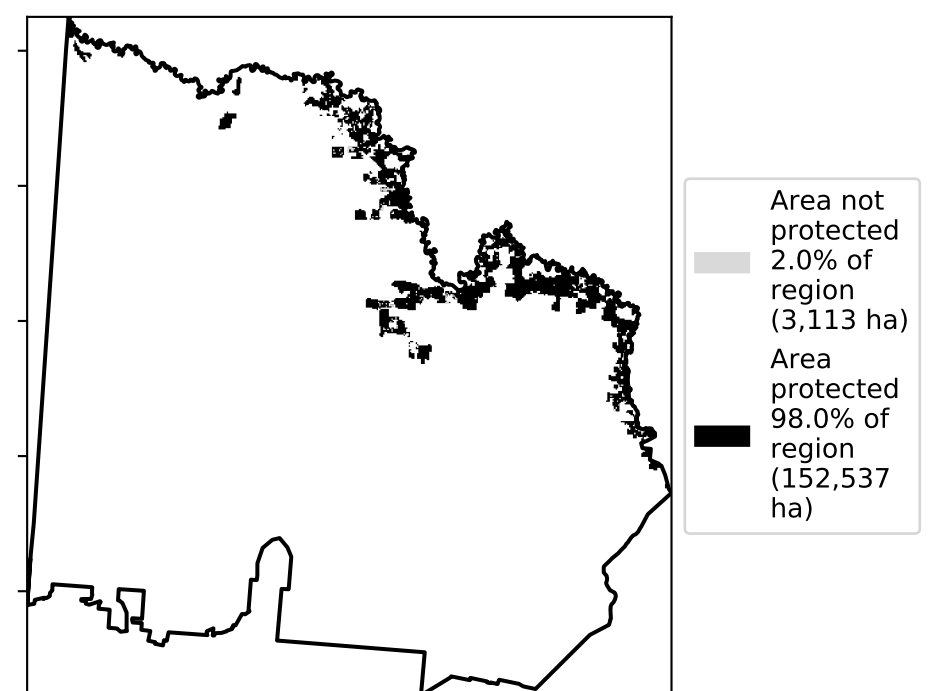 Area not
protected
2.0% of
region
(3,113 ha)
Area
protected
98.0% of
region
(152,537
ha)